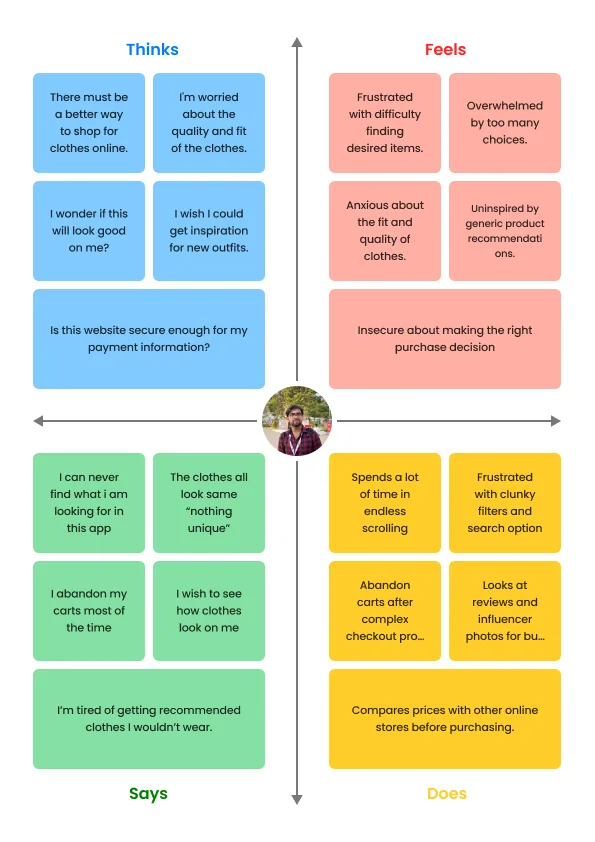 Thinks
There must be
a better way
to shop for
clothes online.
I'm worried
about the
quality and fit
of the clothes.
I wonder if this
will look good
on me?
I wish I could
get inspiration
for new outfits.
Is this website secure enough for my
payment information?
Feels
Frustrated
with difficulty
finding
desired items.
Overwhelmed
by too many
choices.
Anxious about
the fit and
quality of
clothes.
Uninspired by
generic product
recommendati
ons.
Insecure about making the right
purchase decision
I can never
find what i am
looking for in
this app
The clothes all
look same
“nothing
unique”
I abandon my
carts most of
the time
I wish to see
how clothes
look on me
I’m tired of getting recommended
clothes I wouldn’t wear.
Says
Spends a lot
of time in
endless
scrolling
Frustrated
with clunky
filters and
search option
Abandon
carts after
complex
checkout pro...
Looks at
reviews and
influencer
photos for bu...
Compares prices with other online
stores before purchasing.
Does